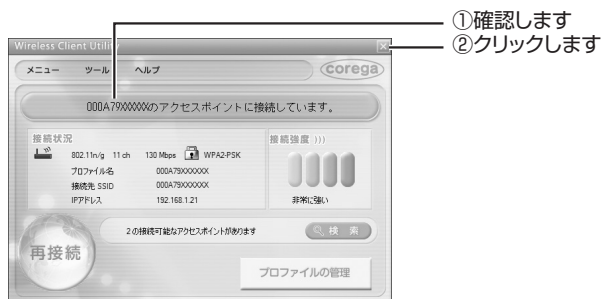 ①確認します
②クリックします
Wireless Client Utility
メニュー ツール ヘルプ corega
000A79XXXXXXのアクセスポイントに接続しています。
接続状況 接続強度 )))
802.11n/g 11 ch 130 Mbps WPA2-PSK
プロファイル名 000A79XXXXXX
接続先 SSID 000A79XXXXXX
IPアドレス 192.168.1.21 非常に強い
2の接続可能なアクセスポイントがあります 検 索
再接続
プロファイルの管理